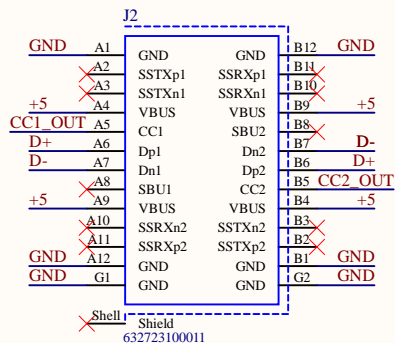 J2
GND A1 GND GND B12 GND
A2 SSTXp1 SSRXp1 B11
A3 SSTXn1 SSRXn1 B10
+5 A4 VBUS VBUS B9 +5
CC1_OUT A5 CC1 SBU2 B8
D+ A6 Dp1 Dn2 B7 D-
D- A7 Dn1 Dp2 B6 D+
A8 SBU1 CC2 B5 CC2_OUT
+5 A9 VBUS VBUS B4 +5
A10 SSRXn2 SSTXn2 B3
A11 SSRXp2 SSTXp2 B2
GND A12 GND GND B1 GND
GND G1 GND GND G2 GND
Shell Shield
632723100011